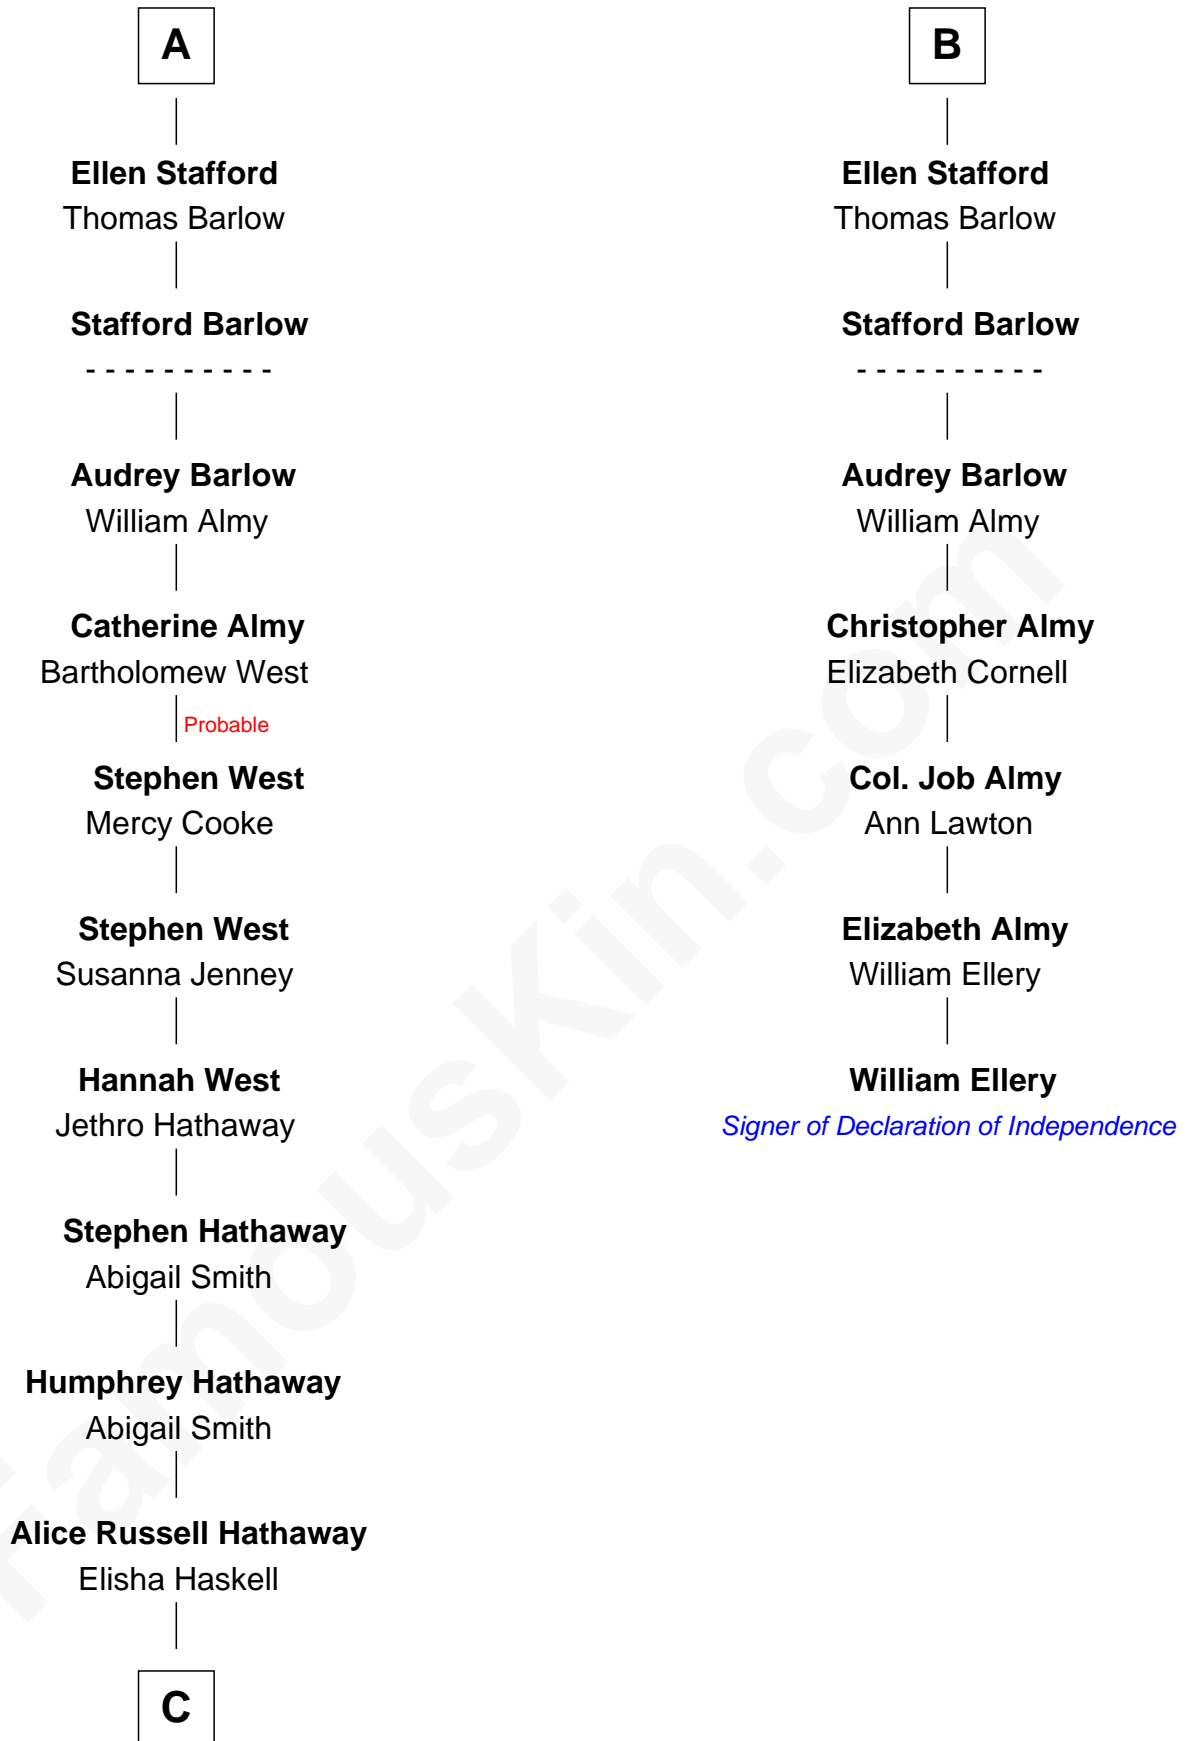 A
Ellen Stafford
Thomas Barlow
Stafford Barlow
- - - - - - - - - -
Audrey Barlow
William Almy
Catherine Almy
Bartholomew West
Probable
Stephen West
Mercy Cooke
Stephen West
Susanna Jenney
Hannah West
Jethro Hathaway
Stephen Hathaway
Abigail Smith
Humphrey Hathaway
Abigail Smith
Alice Russell Hathaway
Elisha Haskell
C
B
Ellen Stafford
Thomas Barlow
Stafford Barlow
- - - - - - - - - -
Audrey Barlow
William Almy
Christopher Almy
Elizabeth Cornell
Col. Job Almy
Ann Lawton
Elizabeth Almy
William Ellery
William Ellery
Signer of Declaration of Independence
FamousKin.com